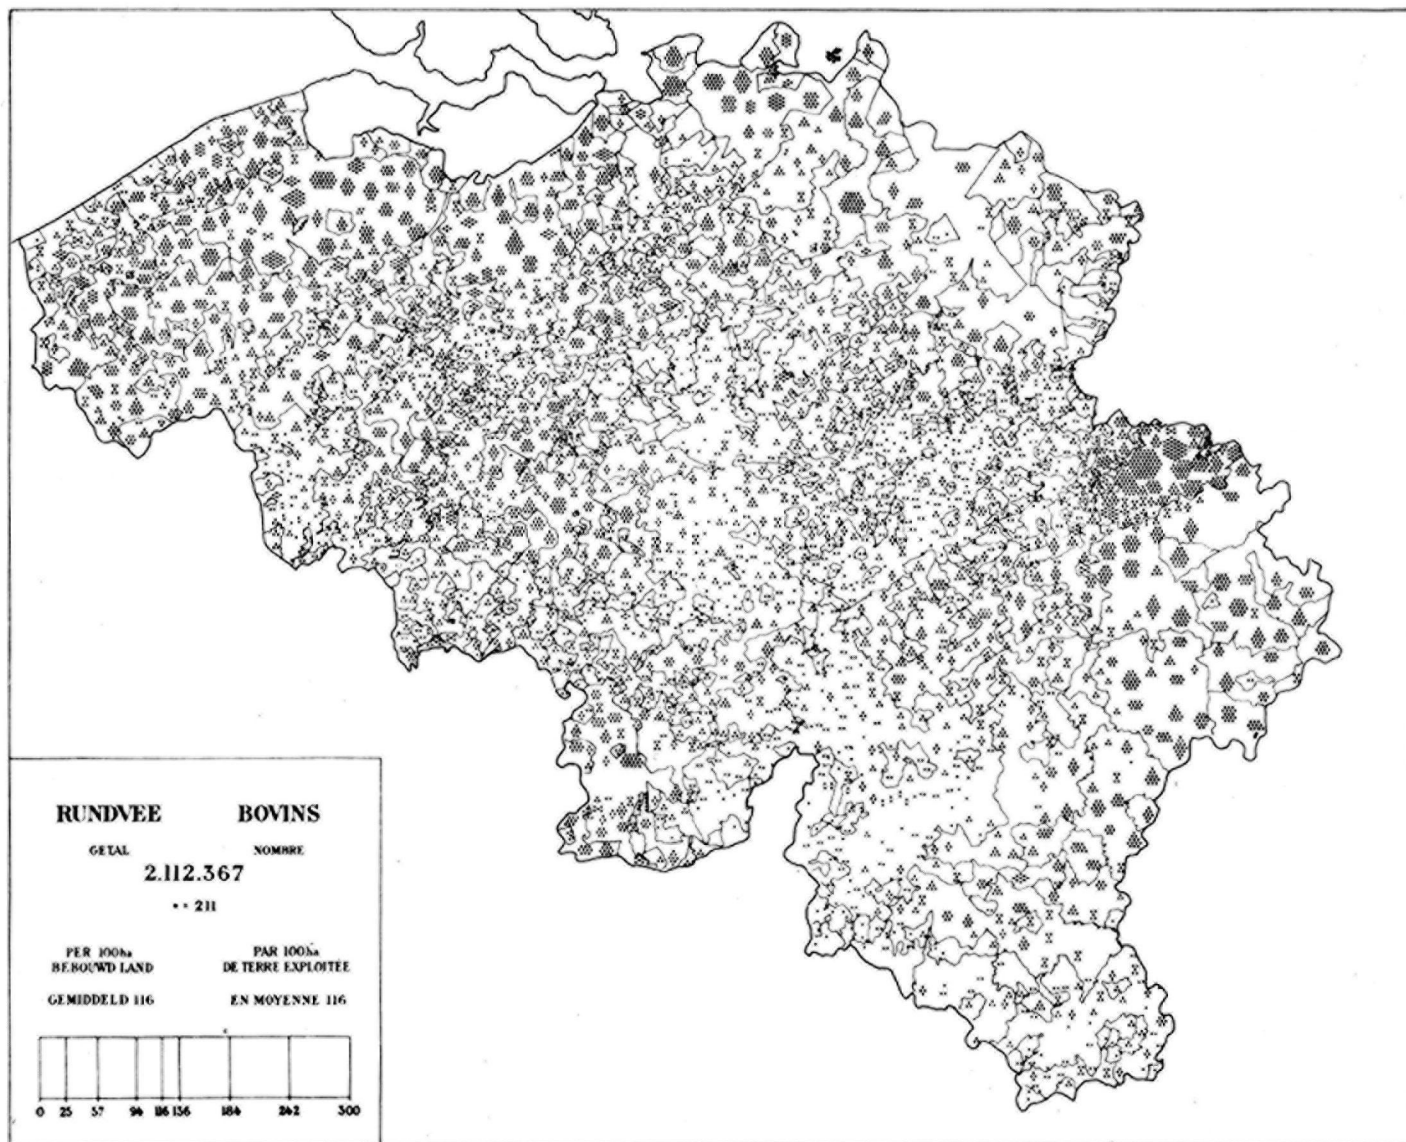 RUNDVEE BOVINS
GETAL NOMBRE
2.112.367
211
PER 100ha PAR 100ha
BEBOUWD LAND DE TERRE EXPLOITÉE
GEMIDDELD 116 EN MOYENNE 116
0 25 57 94 116 136 184 242 300